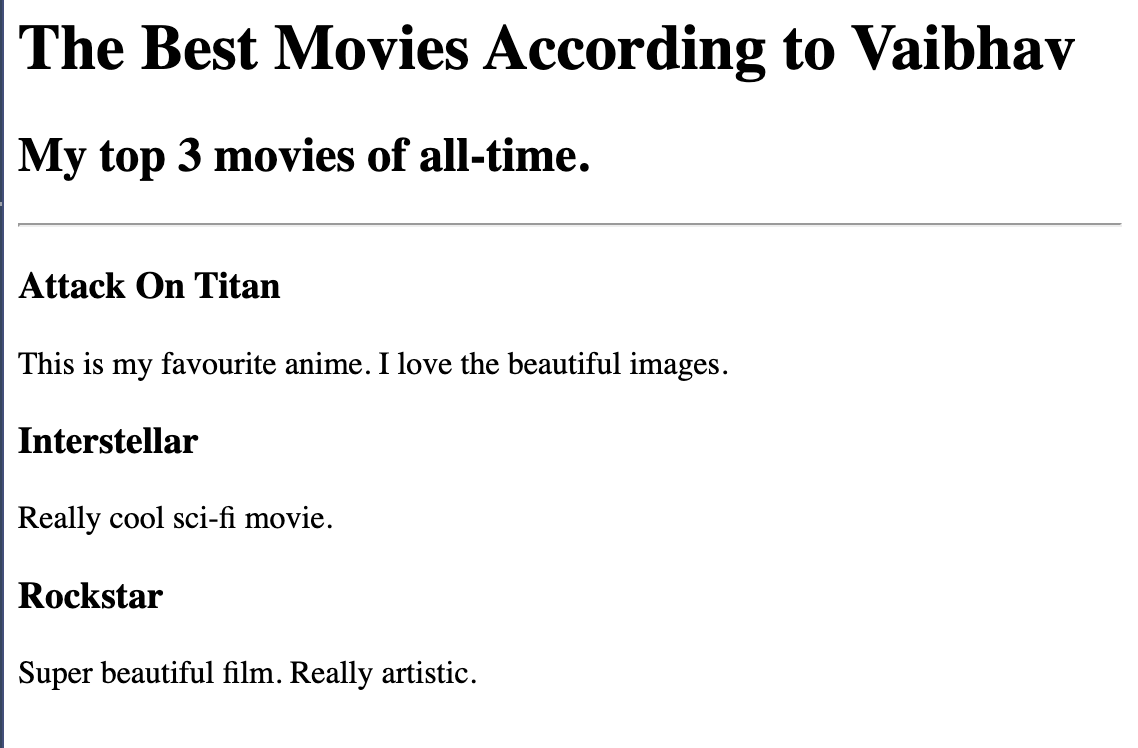 The Best Movies According to Vaibhav
My top 3 movies of all-time.
Attack On Titan
This is my favourite anime. I love the beautiful images.
Interstellar
Really cool sci-fi movie.
Rockstar
Super beautiful film. Really artistic.